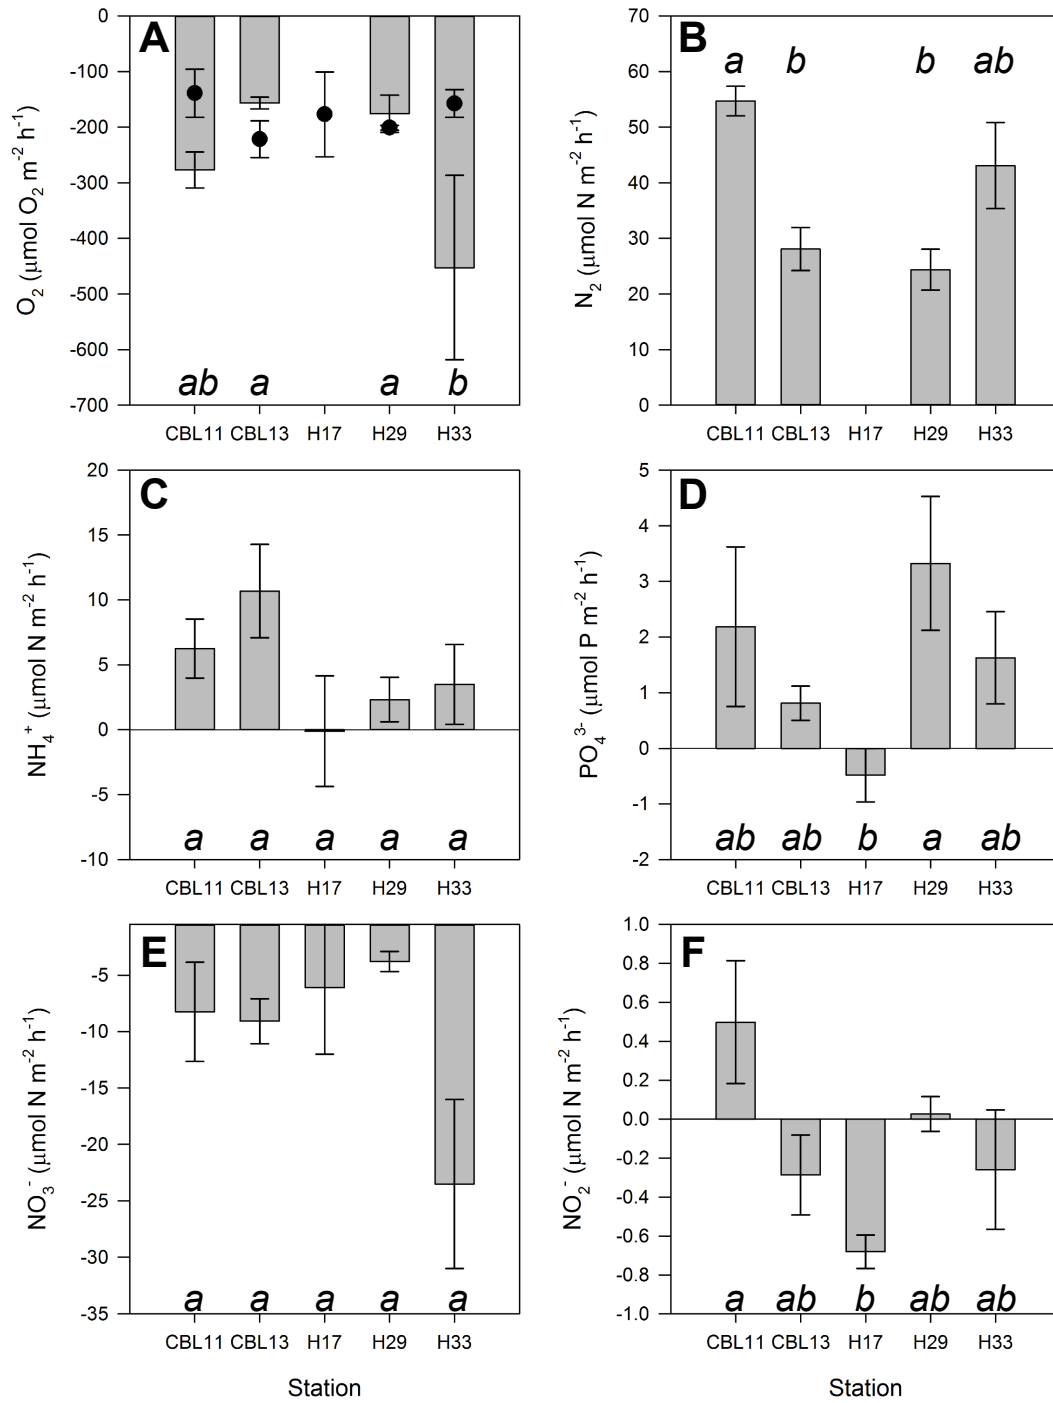 A
O₂ (μmol O₂ m⁻² h⁻¹)
0
-100
-200
-300
-400
-500
-600
-700
ab a a b
CBL11 CBL13 H17 H29 H33
B
N₂ (μmol N m⁻² h⁻¹)
70
60
50
40
30
20
10
0
a b b ab
CBL11 CBL13 H17 H29 H33
C
NH₄⁺ (μmol N m⁻² h⁻¹)
20
15
10
5
0
-5
-10
a a a a a
CBL11 CBL13 H17 H29 H33
D
PO₄³⁻ (μmol P m⁻² h⁻¹)
5
4
3
2
1
0
-1
-2
ab ab b a ab
CBL11 CBL13 H17 H29 H33
E
NO₃⁻ (μmol N m⁻² h⁻¹)
-5
-10
-15
-20
-25
-30
-35
a a a a a
CBL11 CBL13 H17 H29 H33
Station
F
NO₂⁻ (μmol N m⁻² h⁻¹)
1.0
0.8
0.6
0.4
0.2
0.0
-0.2
-0.4
-0.6
-0.8
-1.0
a ab b ab ab
CBL11 CBL13 H17 H29 H33
Station